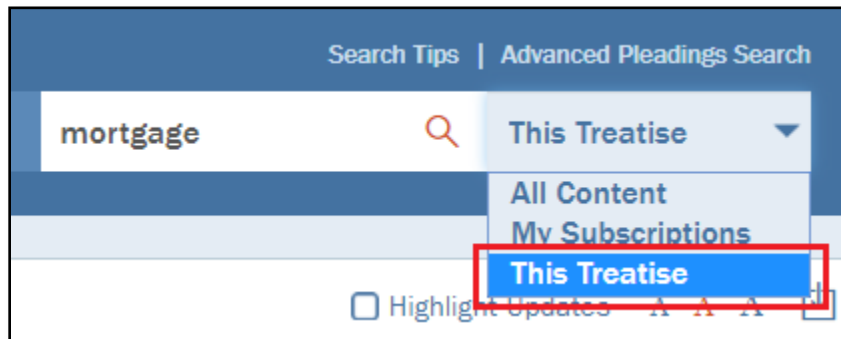 Search Tips | Advanced Pleadings Search
mortgage This Treatise
All Content
My Subscriptions
This Treatise
Highlight Updates A A A